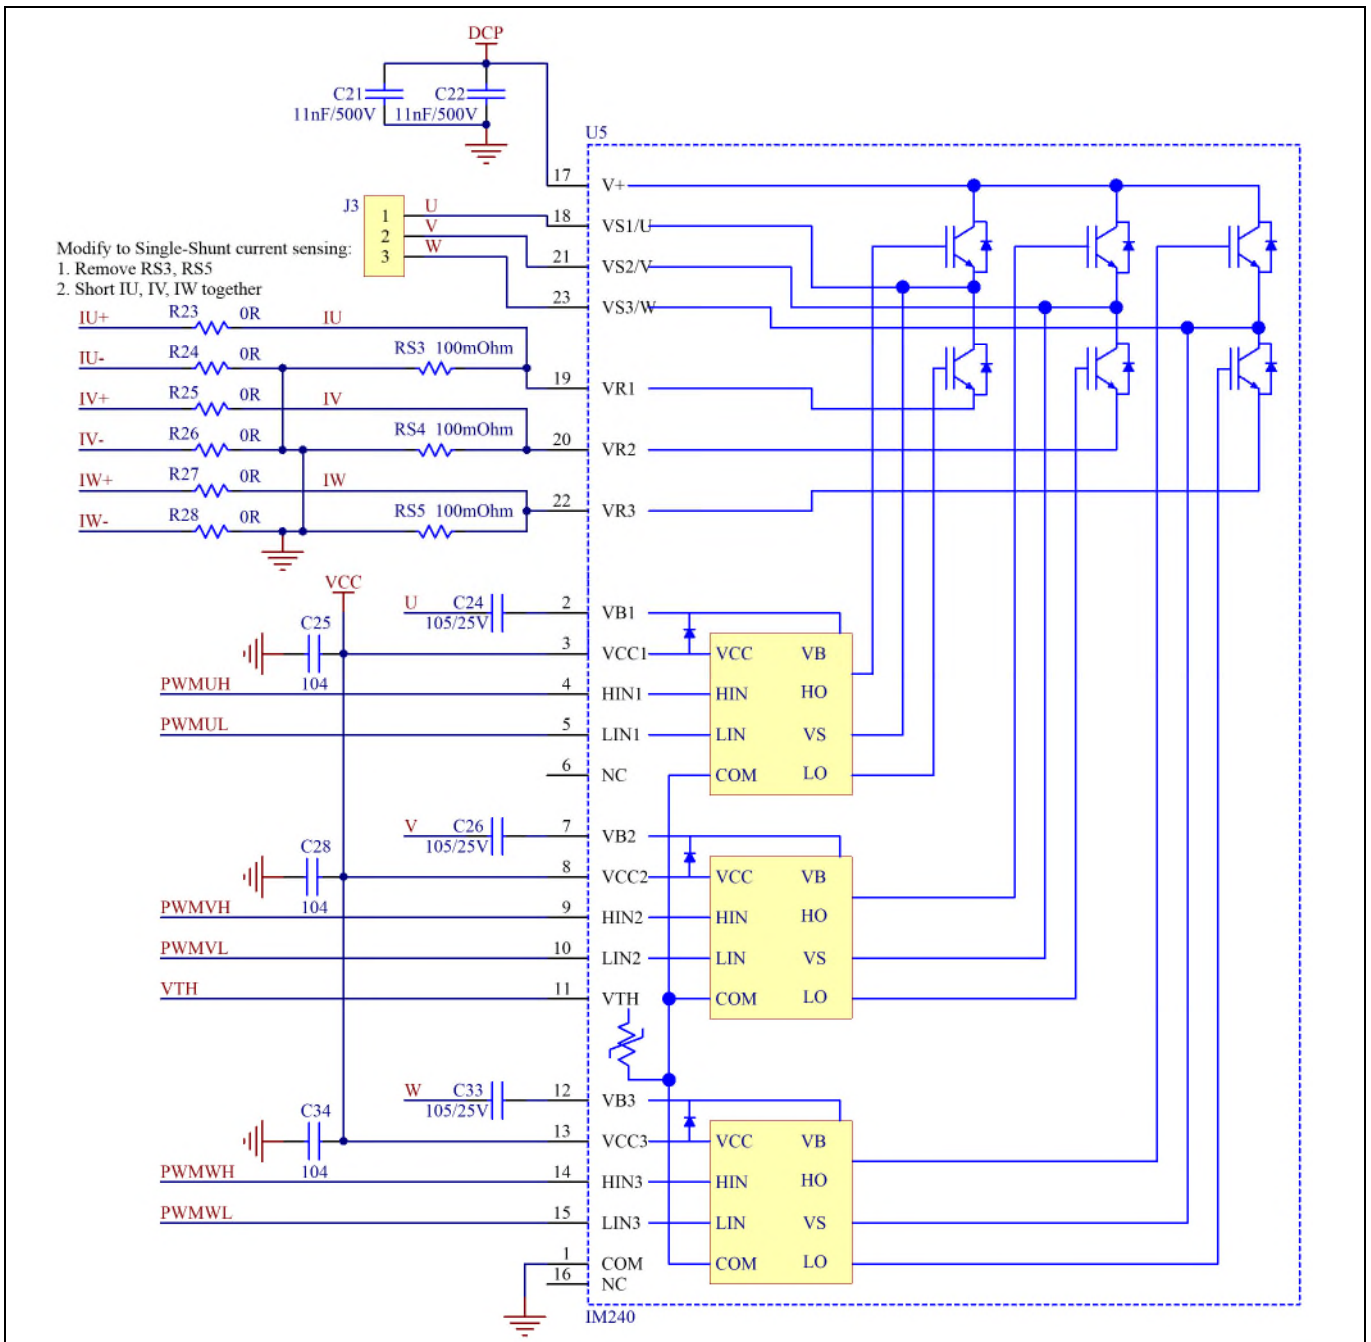 DCP
C21
C22
11nF/500V
11nF/500V
U5
17
V+
J3
1
U
18
VS1/U
2
V
21
VS2/V
3
W
23
VS3/W
Modify to Single-Shunt current sensing:
1. Remove RS3, RS5
2. Short IU, IV, IW together
IU+
R23
0R
IU
IU-
R24
0R
RS3 100mOhm
19
VR1
IV+
R25
0R
IV
IV-
R26
0R
RS4 100mOhm
20
VR2
IW+
R27
0R
IW
22
VR3
IW-
R28
0R
RS5 100mOhm
VCC
U
C24
105/25V
2
VB1
C25
104
3
VCC1
VCC
VB
PWMUH
4
HIN1
HIN
HO
PWMUL
5
LIN1
LIN
VS
6
NC
COM
LO
V
C26
105/25V
7
VB2
C28
104
8
VCC2
VCC
VB
PWMVH
9
HIN2
HIN
HO
PWMVL
10
LIN2
LIN
VS
VTH
11
VTH
COM
LO
W
C33
105/25V
12
VB3
C34
104
13
VCC3
VCC
VB
PWMWH
14
HIN3
HIN
HO
PWMWL
15
LIN3
LIN
VS
1
COM
COM
LO
16
NC
IM240